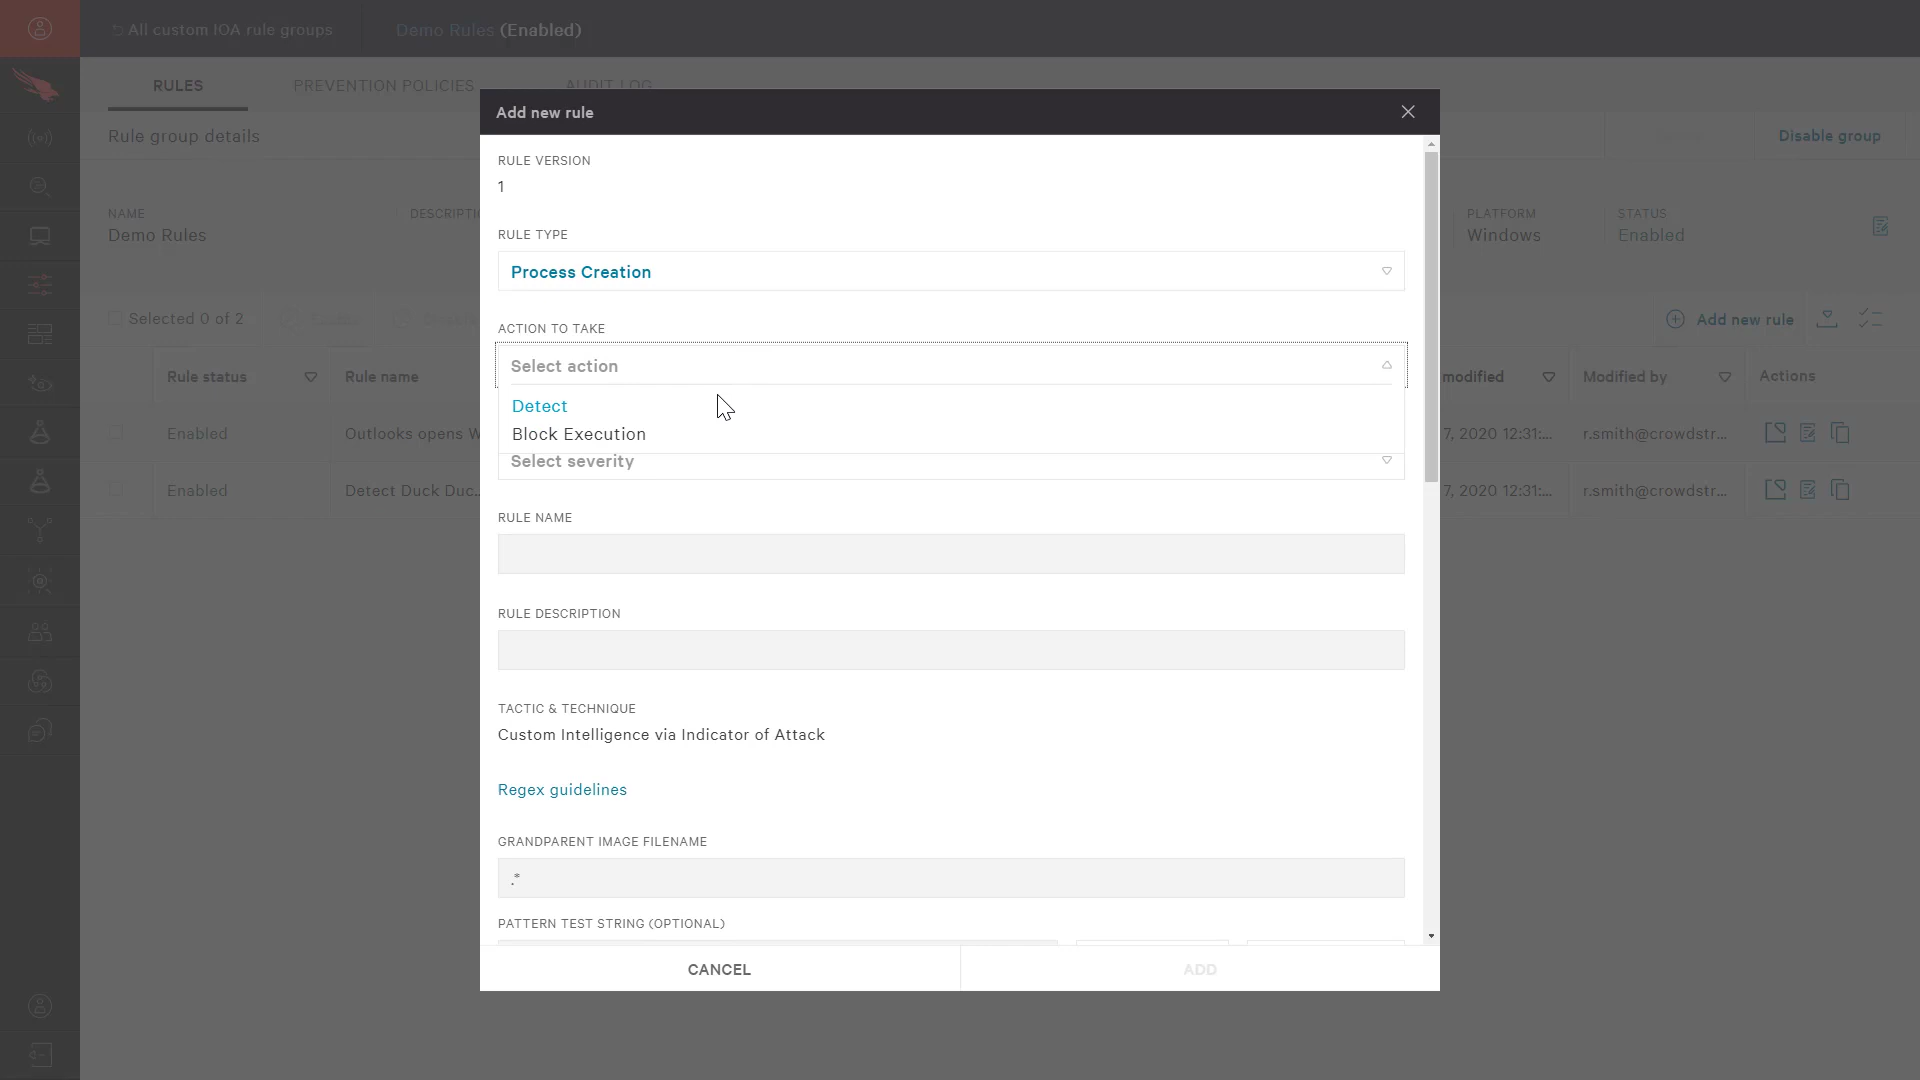 All custom IOA rule groups
Demo Rules (Enabled)
RULES
PREVENTION POLICIES
AUDIT LOG
Rule group details
Disable group
NAME
Demo Rules
DESCRIPTI
PLATFORM
Windows
STATUS
Enabled
Selected 0 of 2
Add new rule
Rule status
Rule name
modified
Modified by
Actions
Enabled
Outlooks opens W
7, 2020 12:31:...
r.smith@crowdstr...
Enabled
Detect Duck Duc...
7, 2020 12:31:...
r.smith@crowdstr...
Add new rule
RULE VERSION
1
RULE TYPE
Process Creation
ACTION TO TAKE
Select action
Detect
Block Execution
Select severity
RULE NAME
RULE DESCRIPTION
TACTIC & TECHNIQUE
Custom Intelligence via Indicator of Attack
Regex guidelines
GRANDPARENT IMAGE FILENAME
.*
PATTERN TEST STRING (OPTIONAL)
CANCEL
ADD